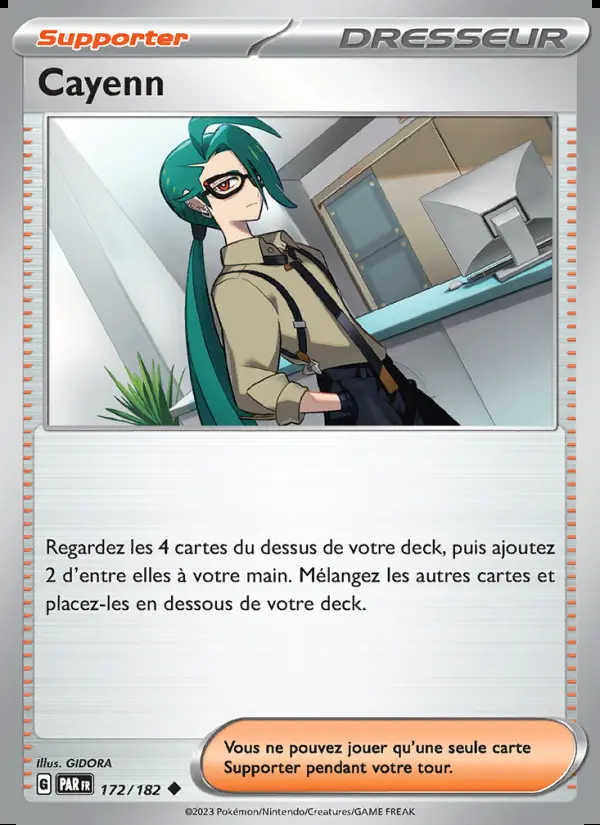 Supporter
DRESSEUR
Cayenn
Regardez les 4 cartes du dessus de votre deck, puis ajoutez
2 d'entre elles à votre main. Mélangez les autres cartes et
placez-les en dessous de votre deck.
Illus. GIDORA
Vous ne pouvez jouer qu'une seule carte
Supporter pendant votre tour.
G PAR FR 172/182
©2023 Pokémon/Nintendo/Creatures/GAME FREAK